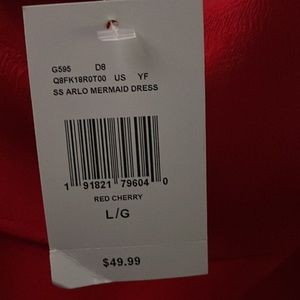 G595 D8
Q8FK18R0T00 US YF
SS ARLO MERMAID DRESS
1 91821 79604 0
RED CHERRY
L/G
$49.99